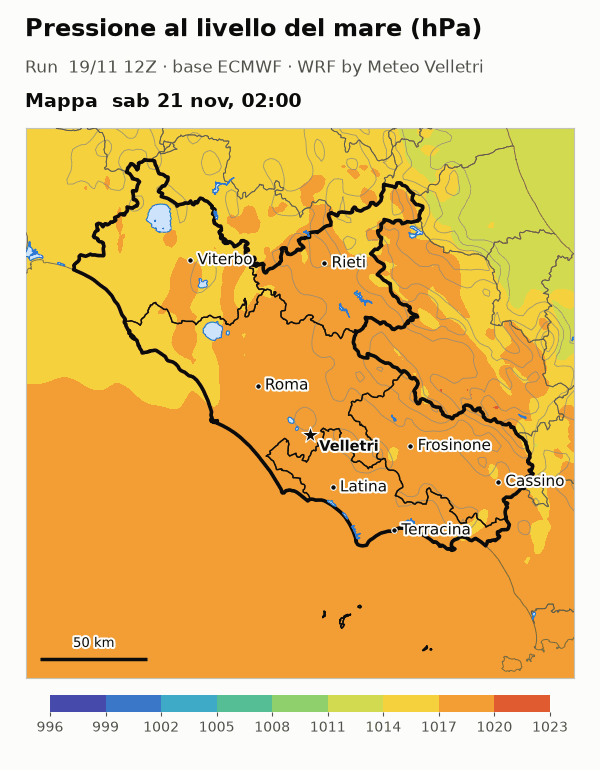 Pressione al livello del mare (hPa)
Run  19/11 12Z · base ECMWF · WRF by Meteo Velletri
Mappa  sab 21 nov, 02:00
Viterbo
Rieti
Roma
Velletri
Frosinone
Latina
Cassino
Terracina
50 km
996 999 1002 1005 1008 1011 1014 1017 1020 1023